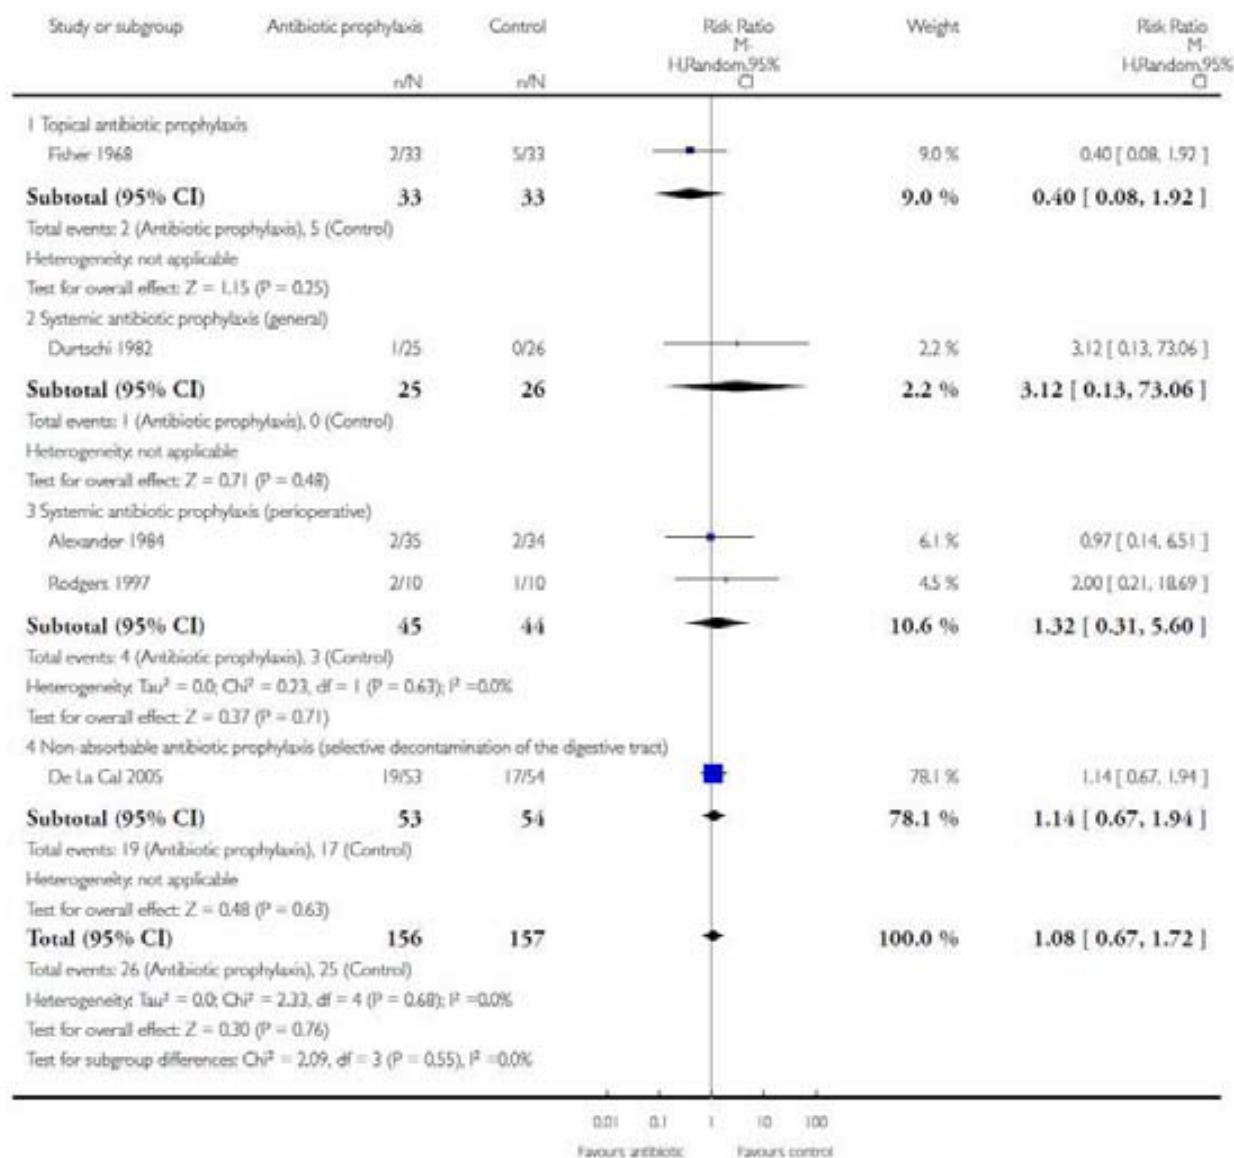 Study or subgroup Antibiotic prophylaxis Control Risk Ratio Weight Risk Ratio
M- M-
H,Random,95% H,Random,95%
n/N n/N CI CI
1 Topical antibiotic prophylaxis
Fisher 1968 2/33 5/33 9.0 % 0.40 [ 0.08, 1.92 ]
Subtotal (95% CI) 33 33 9.0 % 0.40 [ 0.08, 1.92 ]
Total events: 2 (Antibiotic prophylaxis), 5 (Control)
Heterogeneity: not applicable
Test for overall effect: Z = 1.15 (P = 0.25)
2 Systemic antibiotic prophylaxis (general)
Durtschi 1982 1/25 0/26 2.2 % 3.12 [ 0.13, 73.06 ]
Subtotal (95% CI) 25 26 2.2 % 3.12 [ 0.13, 73.06 ]
Total events: 1 (Antibiotic prophylaxis), 0 (Control)
Heterogeneity: not applicable
Test for overall effect: Z = 0.71 (P = 0.48)
3 Systemic antibiotic prophylaxis (perioperative)
Alexander 1984 2/35 2/34 6.1 % 0.97 [ 0.14, 6.51 ]
Rodgers 1997 2/10 1/10 4.5 % 2.00 [ 0.21, 18.69 ]
Subtotal (95% CI) 45 44 10.6 % 1.32 [ 0.31, 5.60 ]
Total events: 4 (Antibiotic prophylaxis), 3 (Control)
Heterogeneity: Tau² = 0.0; Chi² = 0.23, df = 1 (P = 0.63); I² =0.0%
Test for overall effect: Z = 0.37 (P = 0.71)
4 Non-absorbable antibiotic prophylaxis (selective decontamination of the digestive tract)
De La Cal 2005 19/53 17/54 78.1 % 1.14 [ 0.67, 1.94 ]
Subtotal (95% CI) 53 54 78.1 % 1.14 [ 0.67, 1.94 ]
Total events: 19 (Antibiotic prophylaxis), 17 (Control)
Heterogeneity: not applicable
Test for overall effect: Z = 0.48 (P = 0.63)
Total (95% CI) 156 157 100.0 % 1.08 [ 0.67, 1.72 ]
Total events: 26 (Antibiotic prophylaxis), 25 (Control)
Heterogeneity: Tau² = 0.0; Chi² = 2.33, df = 4 (P = 0.68); I² =0.0%
Test for overall effect: Z = 0.30 (P = 0.76)
Test for subgroup differences: Chi² = 2.09, df = 3 (P = 0.55), I² =0.0%
0.01 0.1 1 10 100
Favours antibiotic Favours control